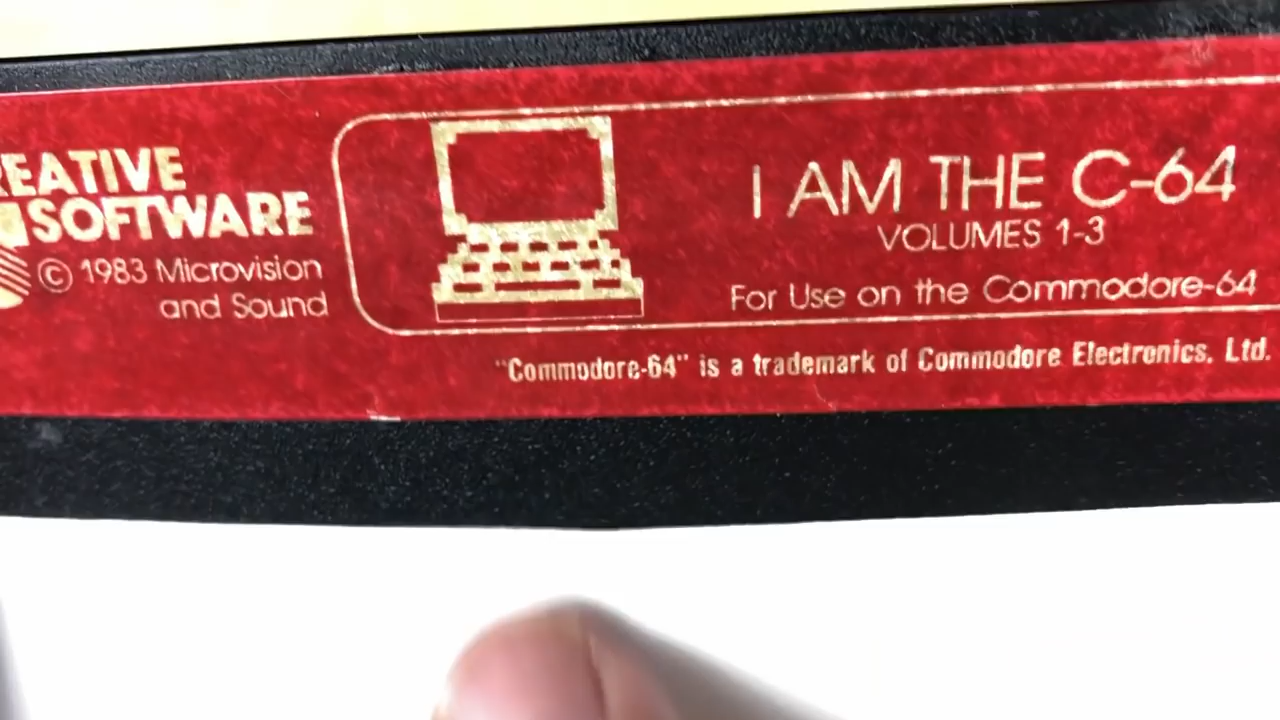 REATIVE
SOFTWARE
© 1983 Microvision
and Sound
I AM THE C-64
VOLUMES 1-3
For Use on the Commodore-64
"Commodore-64" is a trademark of Commodore Electronics, Ltd.